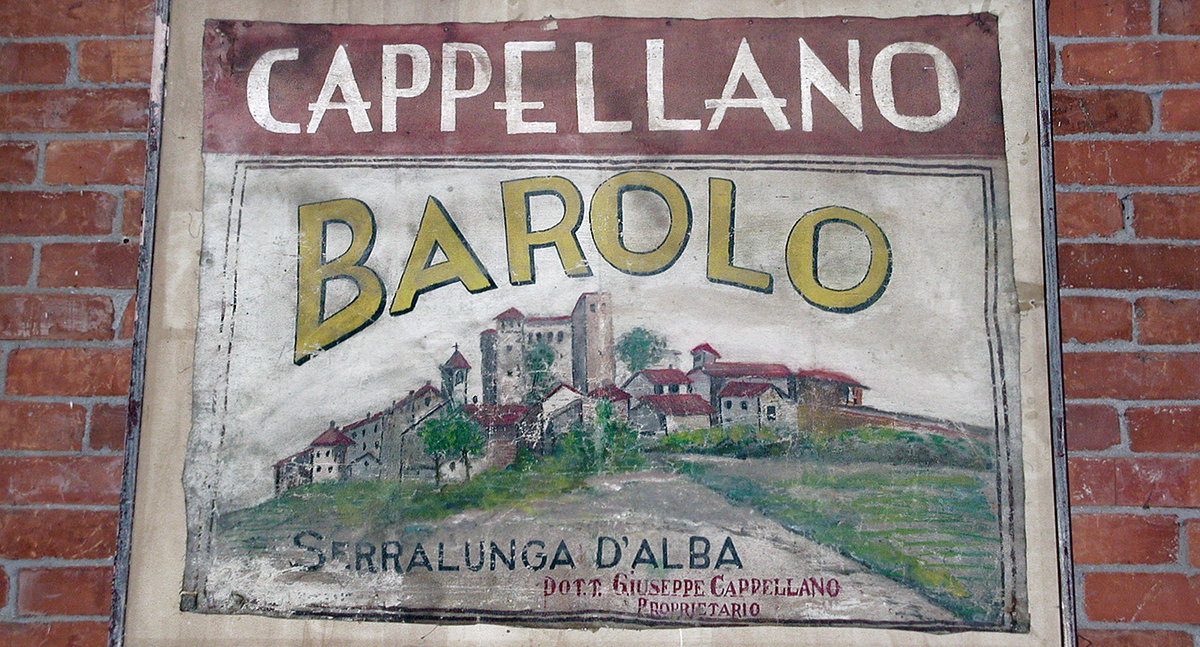 CAPPELLANO
BAROLO
SERRALUNGA D'ALBA
DOTT. GIUSEPPE CAPPELLANO
PROPRIETARIO